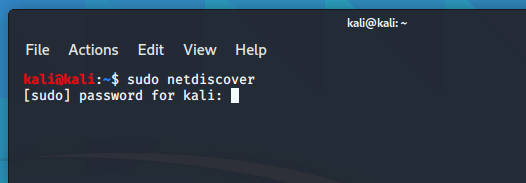 kali@kali: ~
File Actions Edit View Help
kali@kali:~$ sudo netdiscover
[sudo] password for kali: